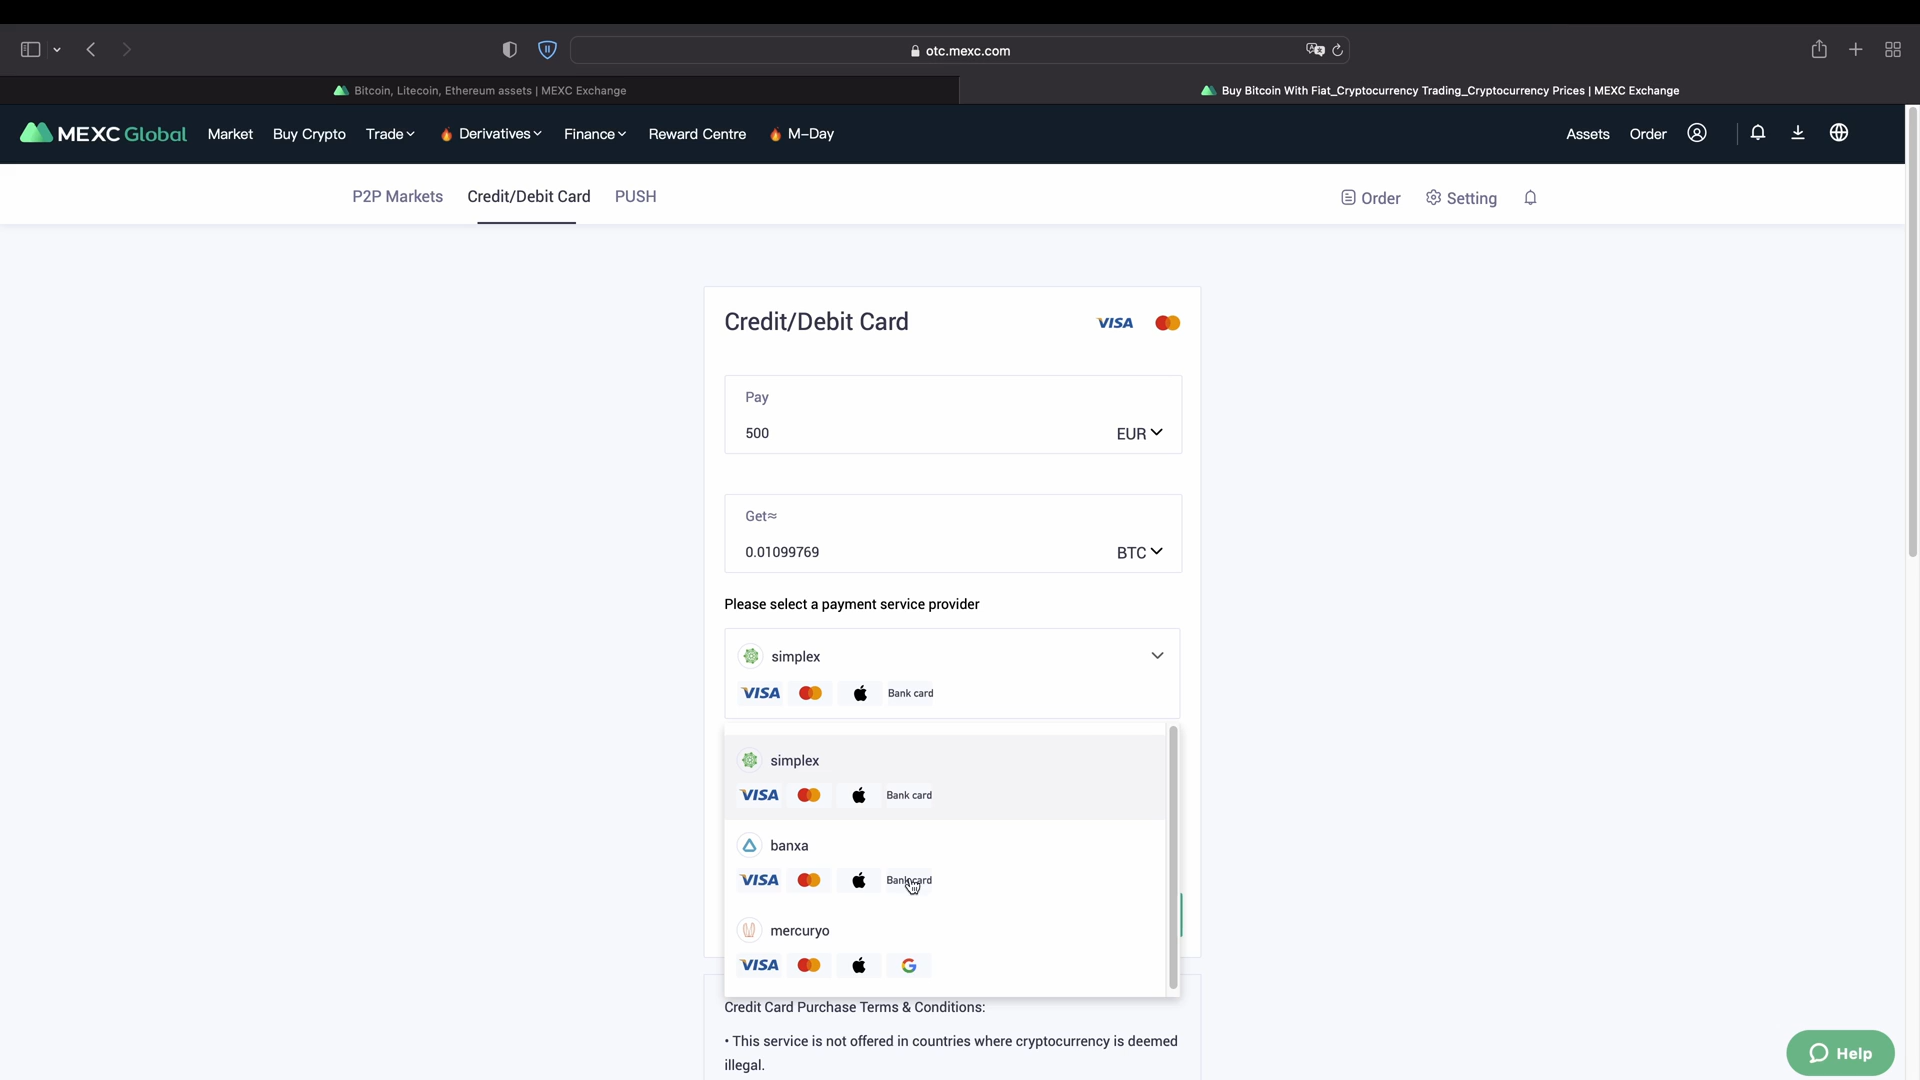 otc.mexc.com
Bitcoin, Litecoin, Ethereum assets | MEXC Exchange
Buy Bitcoin With Fiat_Cryptocurrency Trading_Cryptocurrency Prices | MEXC Exchange
MEXC Global Market Buy Crypto Trade Derivatives Finance Reward Centre M-Day Assets Order
P2P Markets Credit/Debit Card PUSH Order Setting
Credit/Debit Card VISA
Pay
500 EUR
Get≈
0.01099769 BTC
Please select a payment service provider
simplex
VISA Bank card
simplex
VISA Bank card
banxa
VISA Bank card
mercuryo
VISA G
Credit Card Purchase Terms & Conditions:
• This service is not offered in countries where cryptocurrency is deemed
illegal.
Help